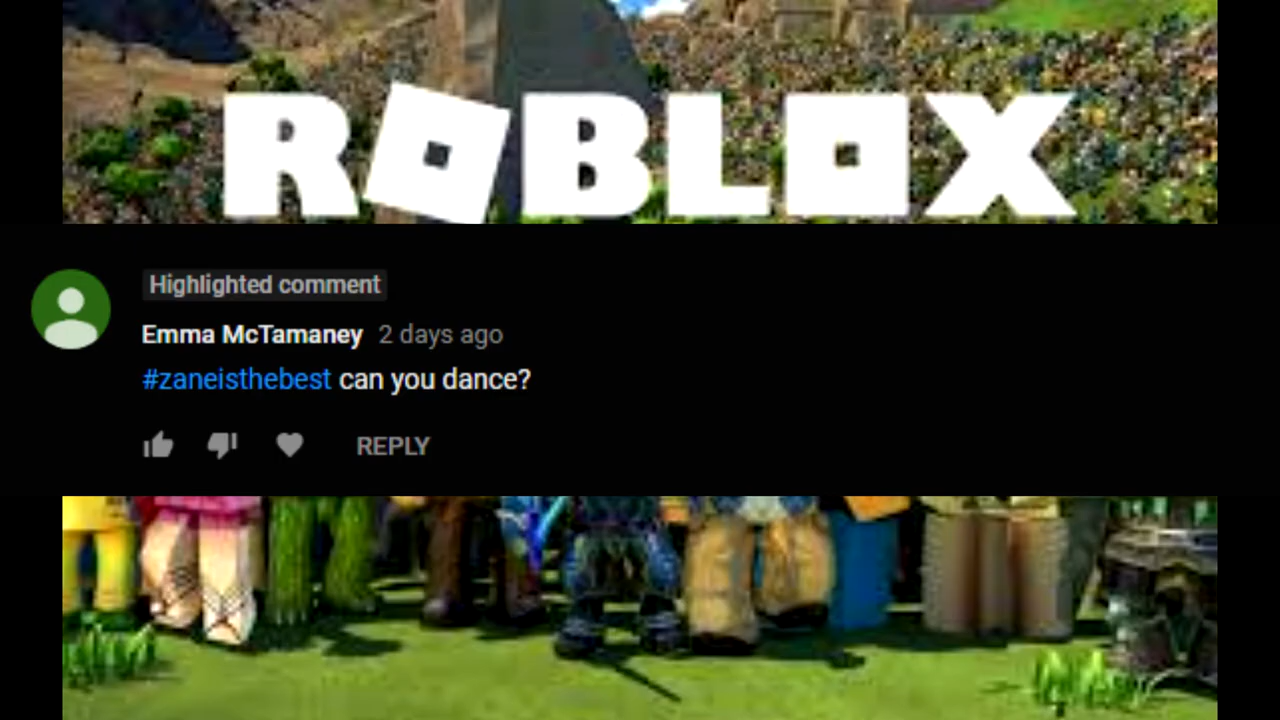 ROBLOX
Highlighted comment
Emma McTamaney 2 days ago
#zaneisthebest can you dance?
REPLY